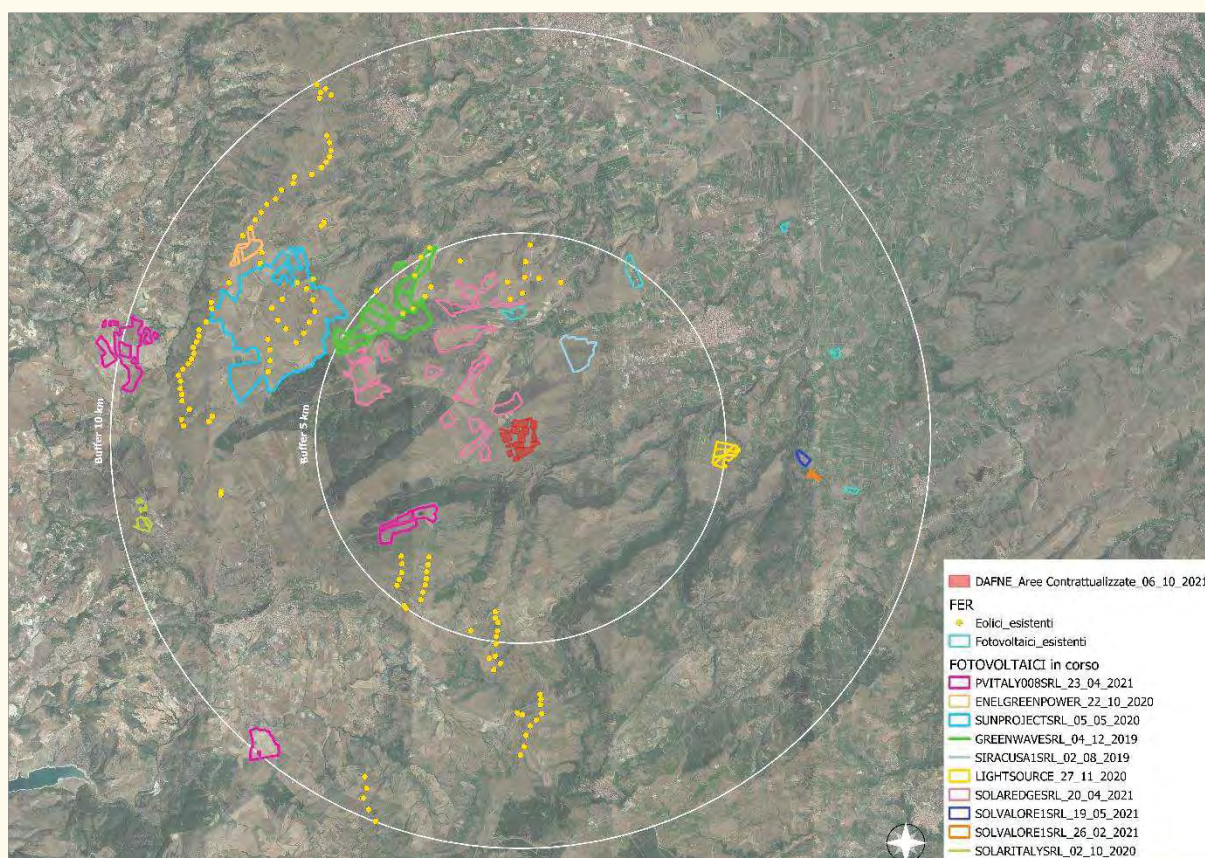 Buffer 10 km
Buffer 5 km
DAFNE_Aree Contrattualizzate_06_10_2021
FER
Eolici_esistenti
Fotovoltaici_esistenti
FOTOVOLTAICI in corso
PVITALY008SRL_23_04_2021
ENELGREENPOWER_22_10_2020
SUNPROJECTSRL_05_05_2020
GREENWAVESRL_04_12_2019
SIRACUSA1SRL_02_08_2019
LIGHTSOURCE_27_11_2020
SOLAREDGESRL_20_04_2021
SOLVALORE1SRL_19_05_2021
SOLVALORE1SRL_26_02_2021
SOLARITALYSRL_02_10_2020